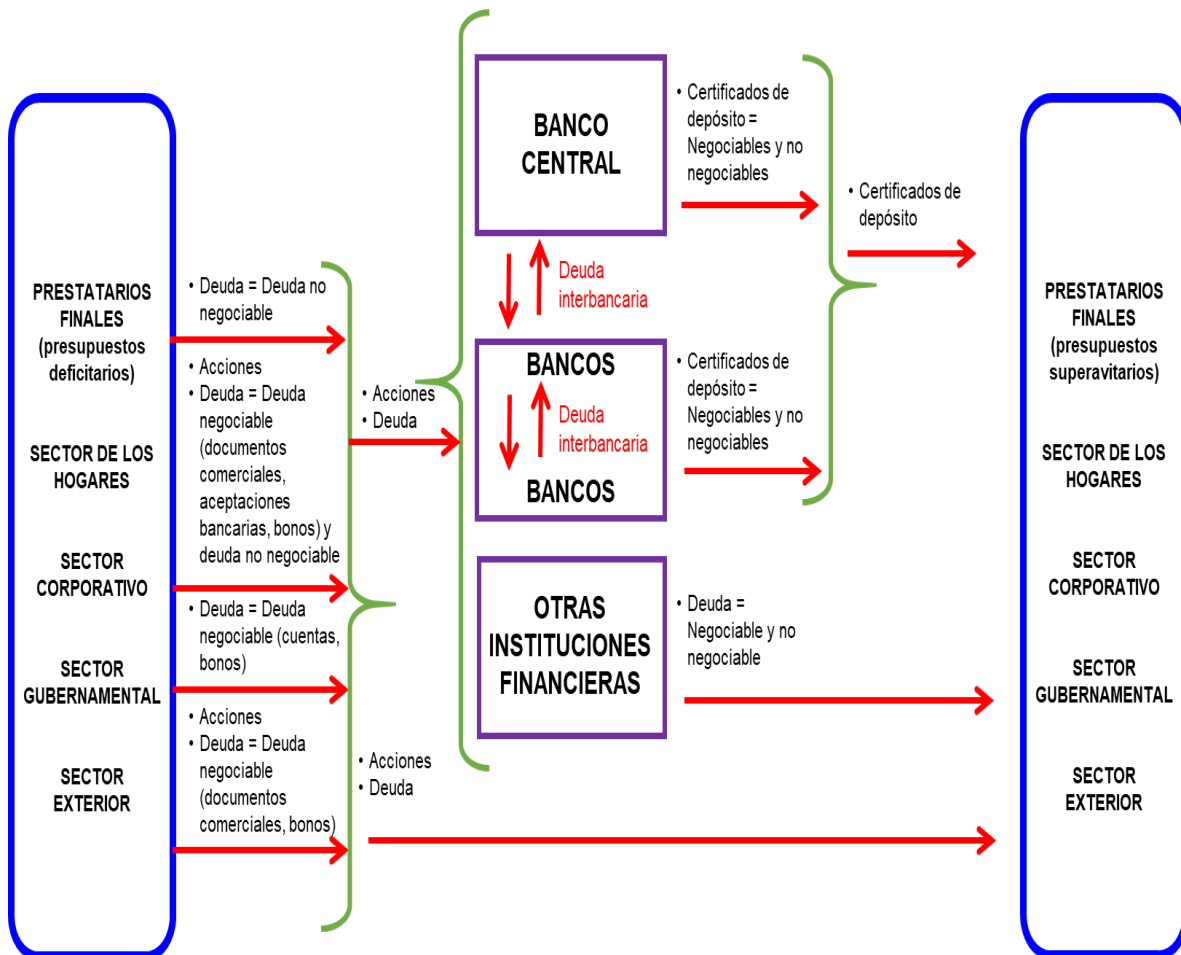 PRESTATARIOS
FINALES
(presupuestos
deficitarios)
SECTOR DE LOS
HOGARES
SECTOR
CORPORATIVO
SECTOR
GUBERNAMENTAL
SECTOR
EXTERIOR
• Deuda = Deuda no
negociable
• Acciones
• Deuda = Deuda
negociable
(documentos
comerciales,
aceptaciones
bancarias, bonos) y
deuda no negociable
• Deuda = Deuda
negociable (cuentas,
bonos)
• Acciones
• Deuda = Deuda
negociable
(documentos
comerciales, bonos)
• Acciones
• Deuda
• Acciones
• Deuda
BANCO
CENTRAL
Deuda
interbancaria
BANCOS
Deuda
interbancaria
BANCOS
OTRAS
INSTITUCIONES
FINANCIERAS
• Certificados de
depósito =
Negociables y no
negociables
• Certificados de
depósito =
Negociables y no
negociables
• Deuda =
Negociable y no
negociable
• Certificados de
depósito
PRESTATARIOS
FINALES
(presupuestos
superavitarios)
SECTOR DE LOS
HOGARES
SECTOR
CORPORATIVO
SECTOR
GUBERNAMENTAL
SECTOR
EXTERIOR